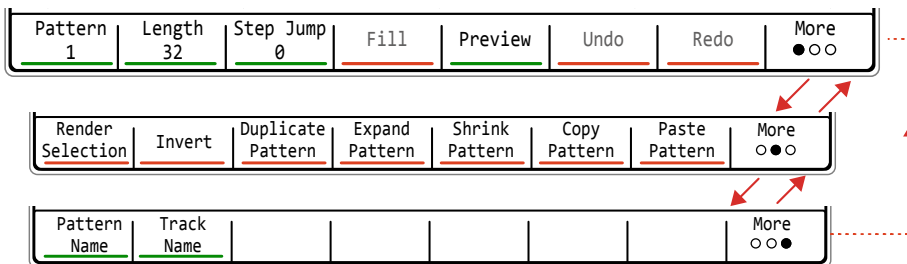 Pattern 1 Length 32 Step Jump 0 Fill Preview Undo Redo More
Render Selection Invert Duplicate Pattern Expand Pattern Shrink Pattern Copy Pattern Paste Pattern More
Pattern Name Track Name More